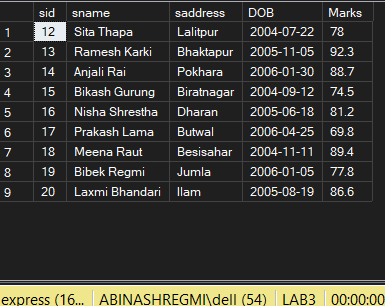 sid sname saddress DOB Marks
1 12 Sita Thapa Lalitpur 2004-07-22 78
2 13 Ramesh Karki Bhaktapur 2005-11-05 92.3
3 14 Anjali Rai Pokhara 2006-01-30 88.7
4 15 Bikash Gurung Biratnagar 2004-09-12 74.5
5 16 Nisha Shrestha Dharan 2005-06-18 81.2
6 17 Prakash Lama Butwal 2006-04-25 69.8
7 18 Meena Raut Besisahar 2004-11-11 89.4
8 19 Bibek Regmi Jumla 2006-01-05 77.8
9 20 Laxmi Bhandari Ilam 2005-08-19 86.6
express (16... ABINASHREGMI\dell (54) LAB3 00:00:00